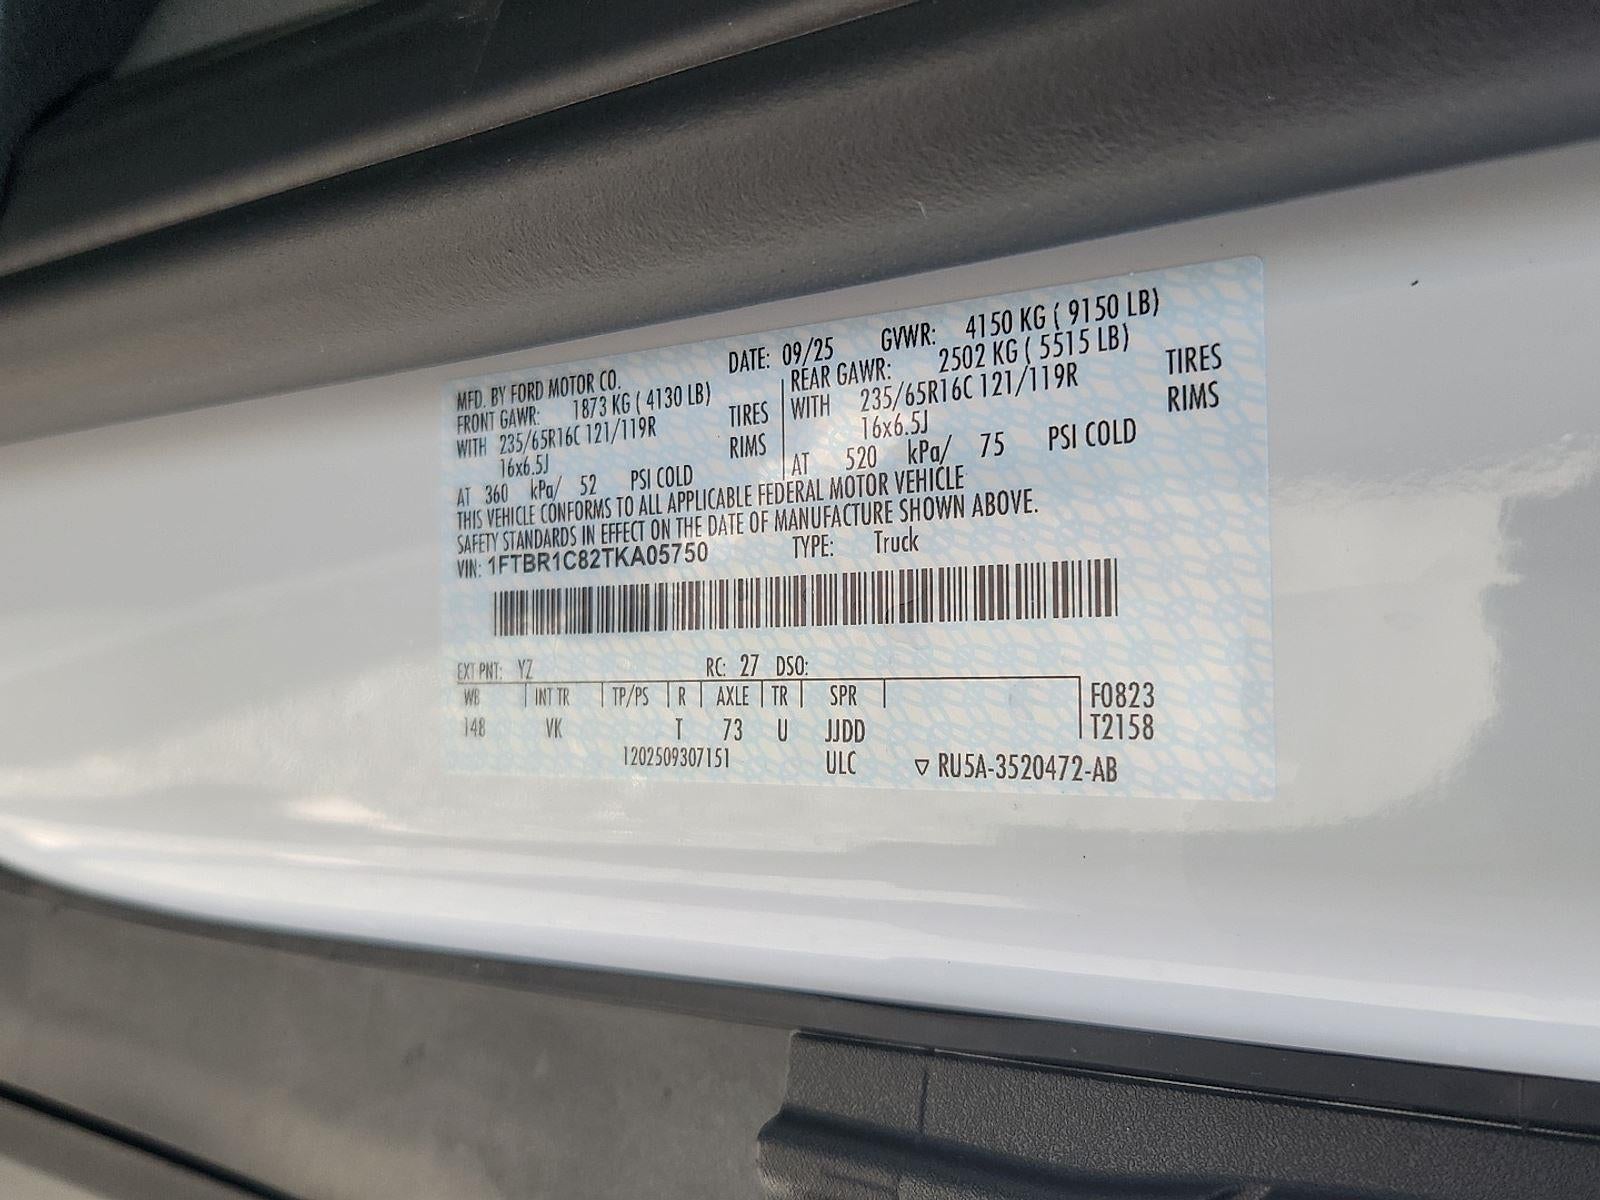 MFD. BY FORD MOTOR CO. DATE: 09/25 GVWR: 4150 KG ( 9150 LB)
FRONT GAWR: 1873 KG ( 4130 LB) REAR GAWR: 2502 KG ( 5515 LB)
WITH 235/65R16C 121/119R TIRES WITH 235/65R16C 121/119R TIRES
16x6.5J RIMS 16x6.5J RIMS
AT 360 kPa/ 52 PSI COLD AT 520 kPa/ 75 PSI COLD
THIS VEHICLE CONFORMS TO ALL APPLICABLE FEDERAL MOTOR VEHICLE
SAFETY STANDARDS IN EFFECT ON THE DATE OF MANUFACTURE SHOWN ABOVE.
VIN: 1FTBR1C82TKA05750 TYPE: Truck
EXT PNT: YZ RC: 27 DSO:
WB INT TR TP/PS R AXLE TR SPR F0823
148 VK T 73 U JJDD T2158
1202509307151 ULC ▽ RU5A-3520472-AB